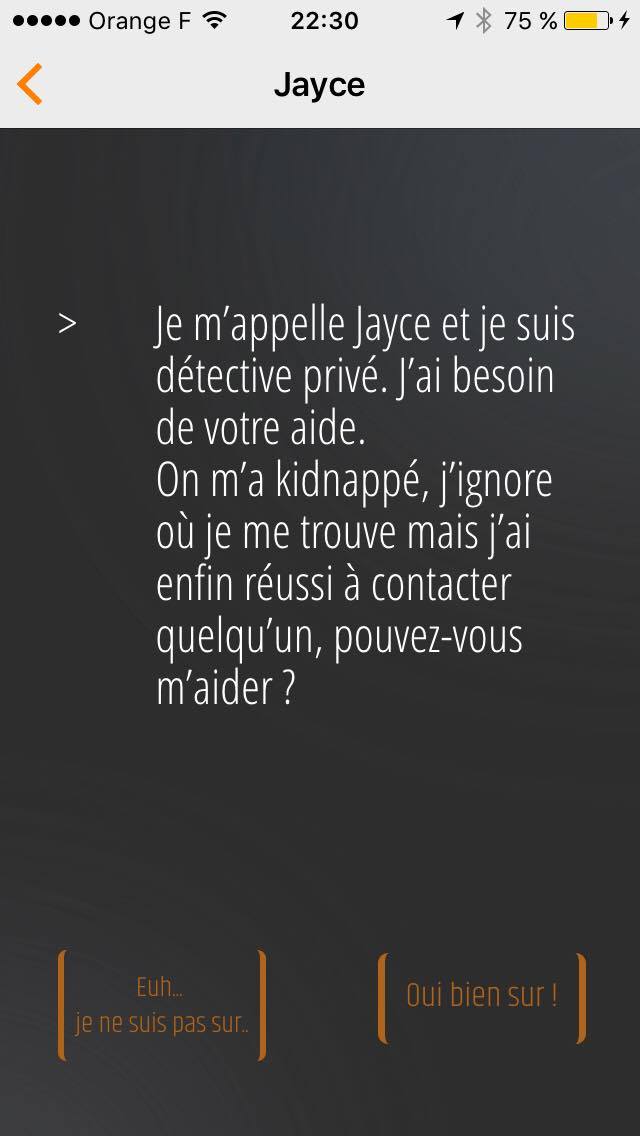 Orange F 22:30 75 %
Jayce
> Je m’appelle Jayce et je suis
détective privé. J’ai besoin
de votre aide.
On m’a kidnappé, j’ignore
où je me trouve mais j’ai
enfin réussi à contacter
quelqu’un, pouvez-vous
m’aider ?
Euh...
je ne suis pas sur..
Oui bien sur !